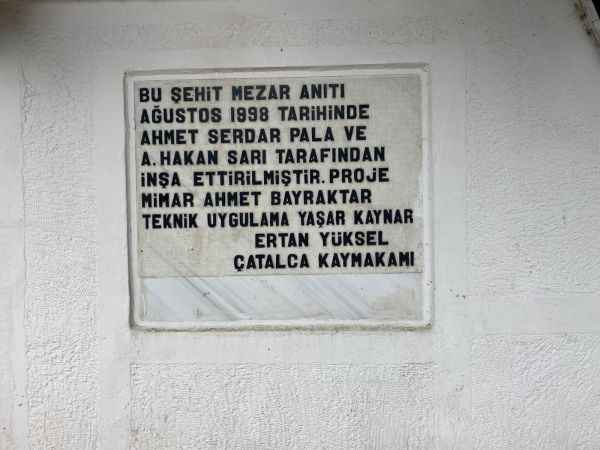 BU ŞEHİT MEZAR ANITI
AĞUSTOS 1998 TARİHİNDE
AHMET SERDAR PALA VE
A. HAKAN SARI TARAFINDAN
İNŞA ETTİRİLMİŞTİR. PROJE
MİMAR AHMET BAYRAKTAR
TEKNİK UYGULAMA YAŞAR KAYNAR
ERTAN YÜKSEL
ÇATALCA KAYMAKAMI